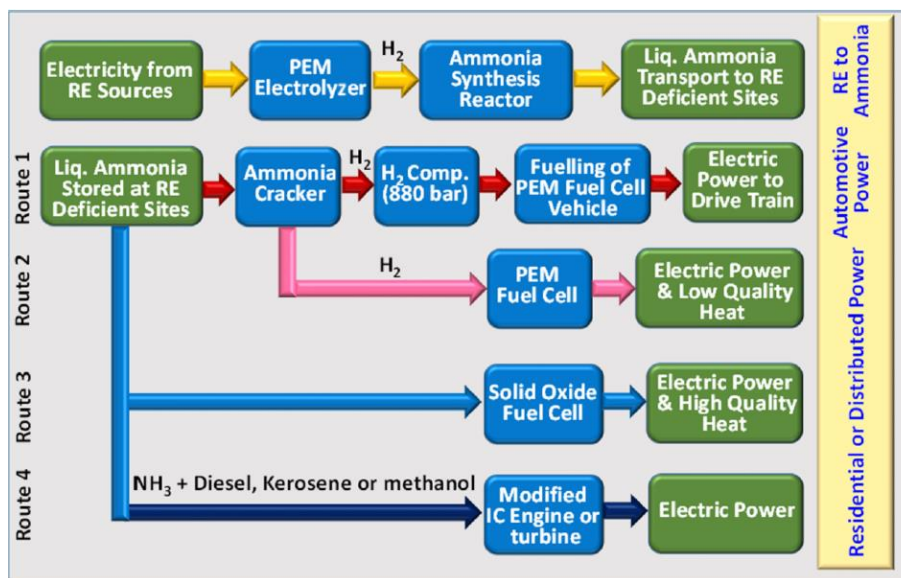 Electricity from
RE Sources
PEM
Electrolyzer
H2
Ammonia
Synthesis
Reactor
Liq. Ammonia
Transport to RE
Deficient Sites
RE to
Ammonia
Route 1
Liq. Ammonia
Stored at RE
Deficient Sites
Ammonia
Cracker
H2
H2 Comp.
(880 bar)
Fuelling of
PEM Fuel Cell
Vehicle
Electric
Power to
Drive Train
Automotive
Power
Route 2
H2
PEM
Fuel Cell
Electric Power
& Low Quality
Heat
Route 3
Solid Oxide
Fuel Cell
Electric Power
& High Quality
Heat
Route 4
NH3 + Diesel, Kerosene or methanol
Modified
IC Engine or
turbine
Electric Power
Residential or Distributed Power